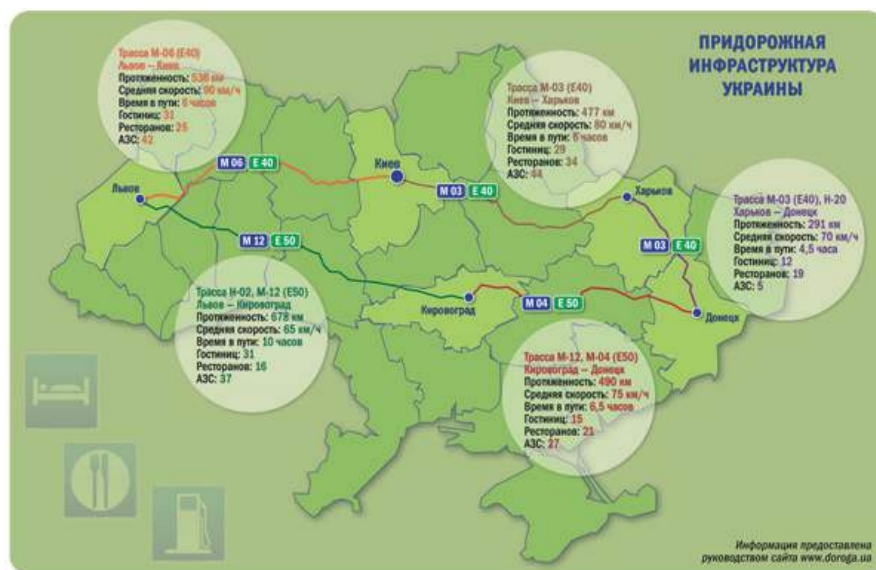 ПРИДОРОЖНАЯ
ИНФРАСТРУКТУРА
УКРАИНЫ
Трасса М-06 (Е40)
Львов – Киев
Протяженность: 538 км
Средняя скорость: 90 км/ч
Время в пути: 6 часов
Гостиниц: 31
Ресторанов: 25
АЗС: 42
Трасса М-03 (Е40)
Киев – Харьков
Протяженность: 477 км
Средняя скорость: 80 км/ч
Время в пути: 6 часов
Гостиниц: 29
Ресторанов: 34
АЗС: 44
Киев
М 06 Е 40
Львов
М 03 Е 40
Харьков
Трасса М-03 (Е40), Н-20
Харьков – Донецк
Протяженность: 291 км
Средняя скорость: 70 км/ч
Время в пути: 4,5 часа
Гостиниц: 12
Ресторанов: 19
АЗС: 5
М 12 Е 50
М 03 Е 40
Трасса Н-02, М-12 (Е50)
Львов – Кировоград
Протяженность: 678 км
Средняя скорость: 65 км/ч
Время в пути: 10 часов
Гостиниц: 31
Ресторанов: 16
АЗС: 37
Кировоград
М 04 Е 50
Донецк
Трасса М-12, М-04 (Е50)
Кировоград – Донецк
Протяженность: 490 км
Средняя скорость: 75 км/ч
Время в пути: 6,5 часов
Гостиниц: 15
Ресторанов: 21
АЗС: 27
Информация предоставлена
руководством сайта www.doroga.ua